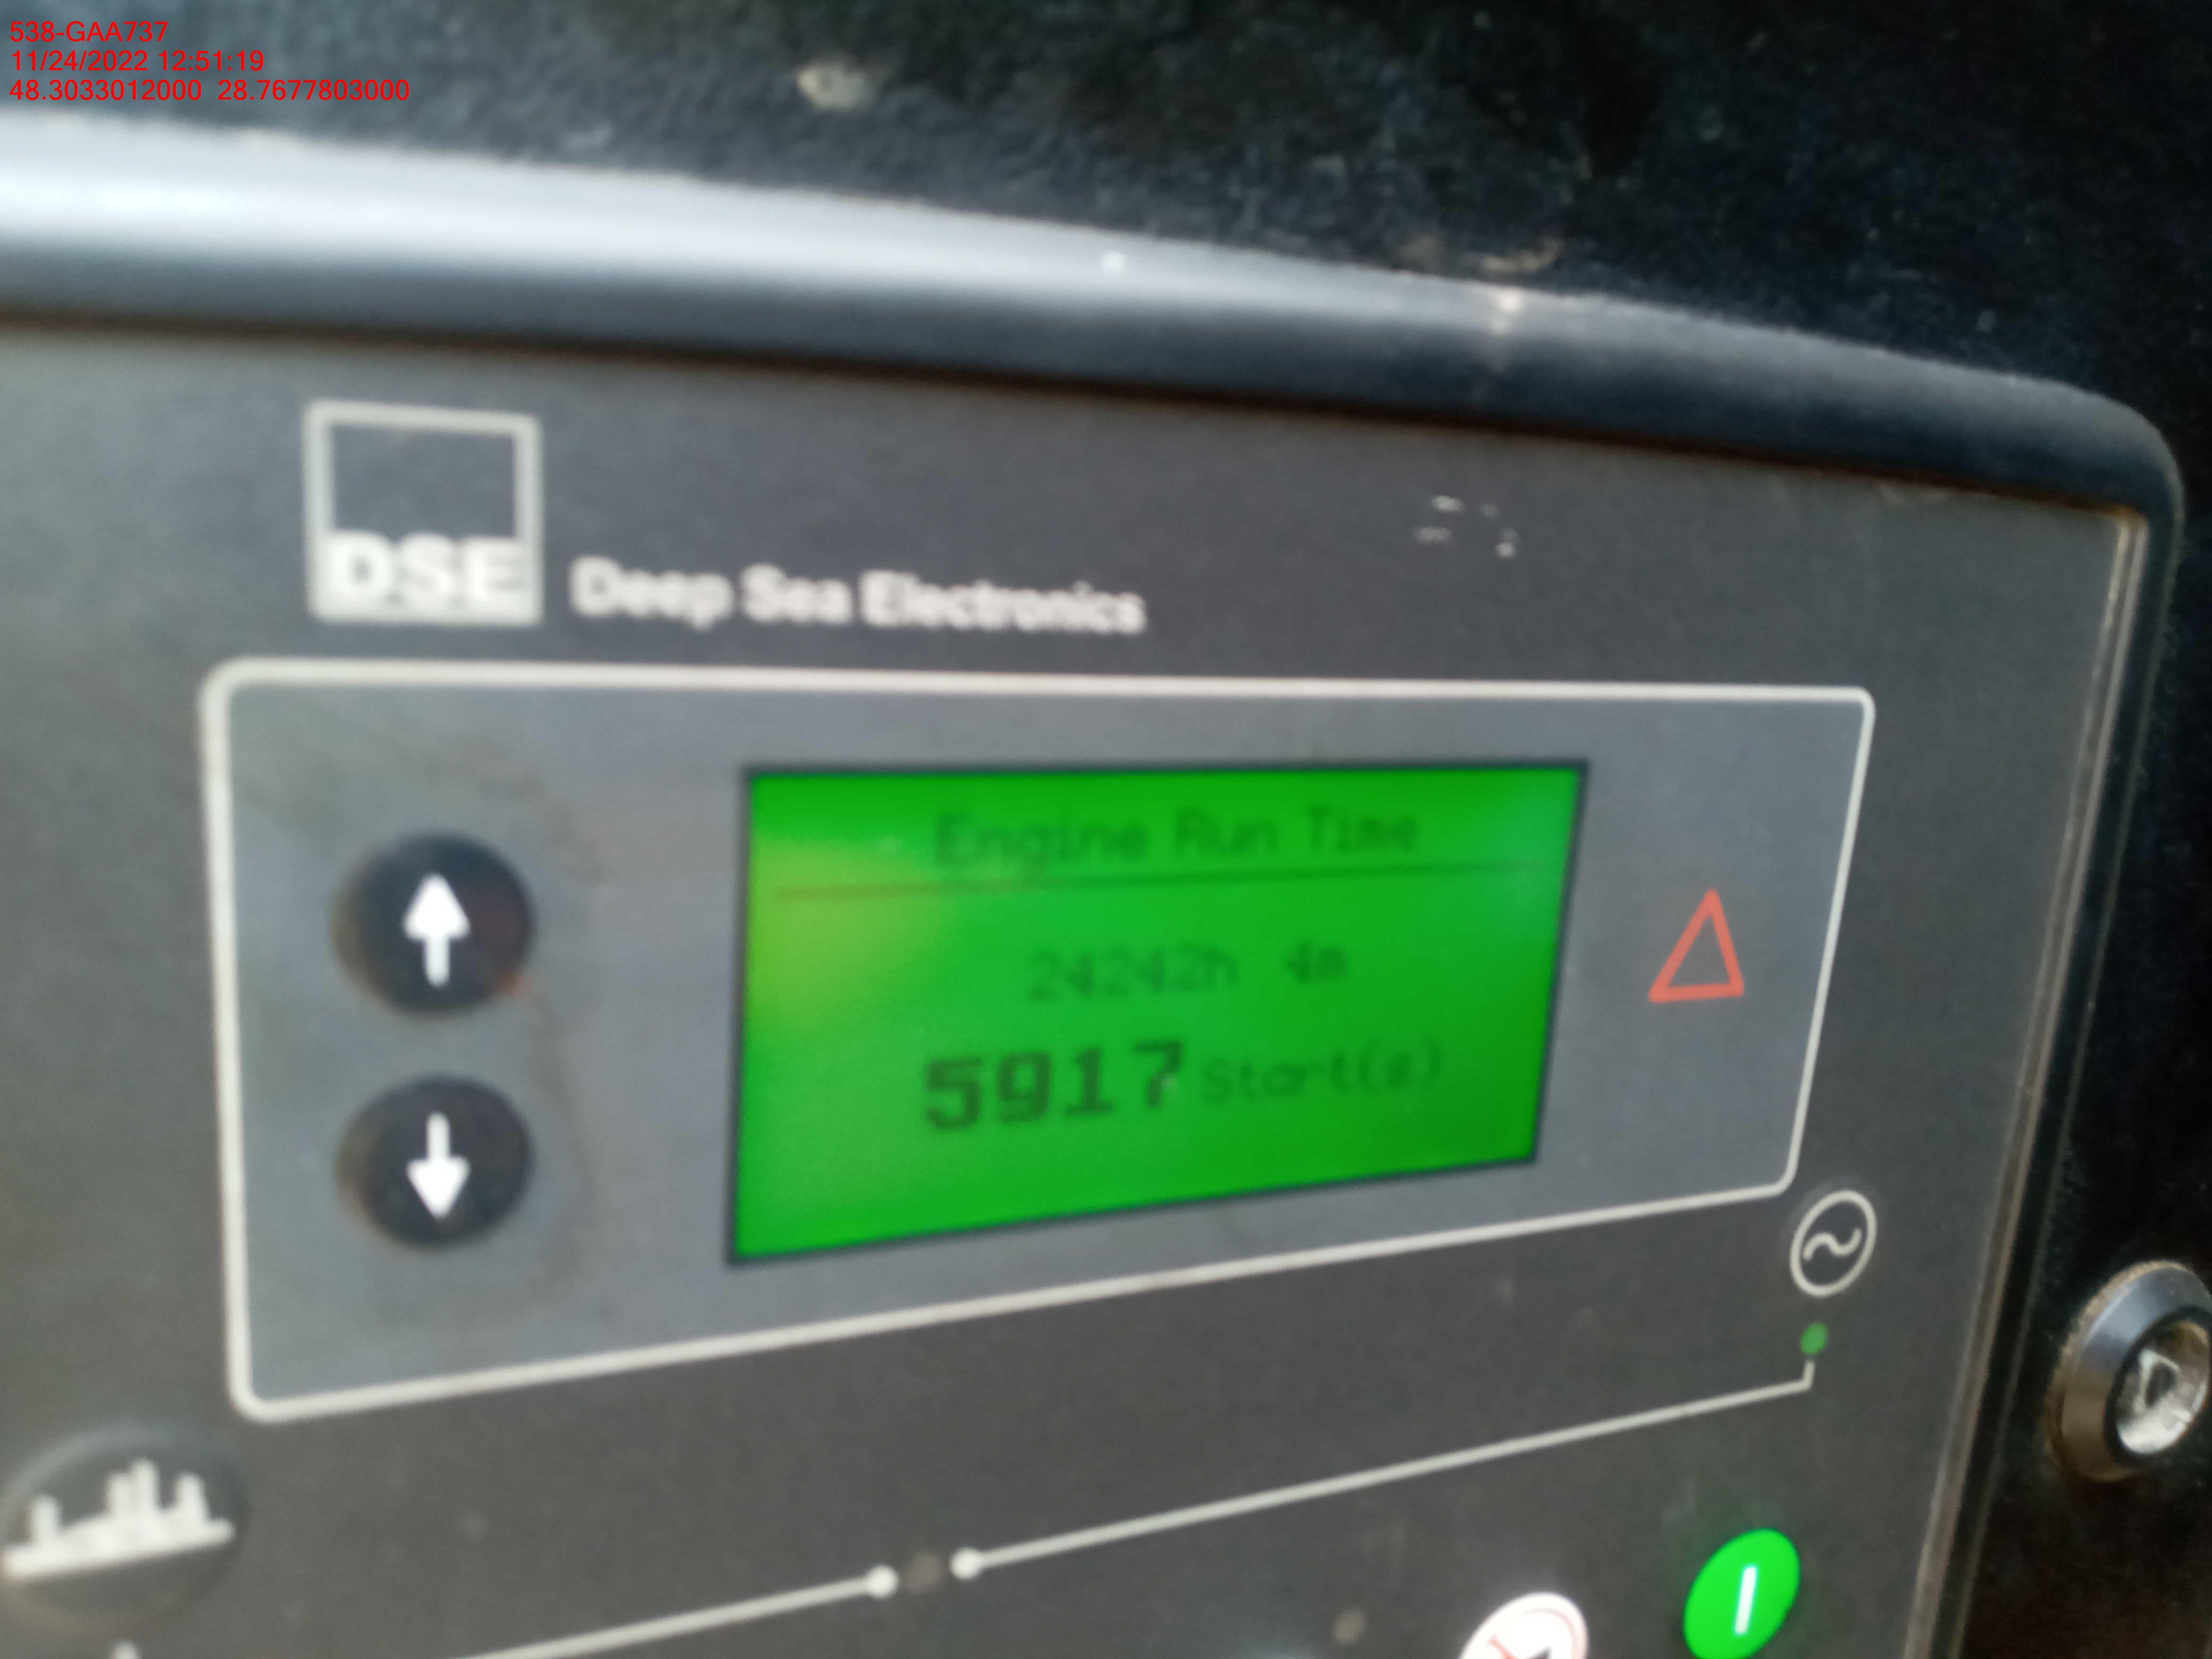 538-GAA737
11/24/2022 12:51:19
48.3033012000 28.7677803000
DSE
Deep Sea Electronics
Engine Run Time
24242h 4m
5917 Start(s)